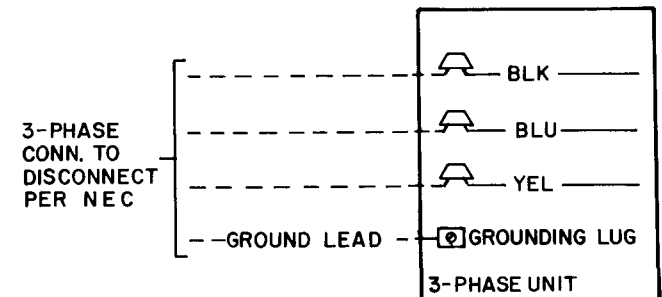 BLK
BLU
YEL
3-PHASE
CONN. TO
DISCONNECT
PER NEC
GROUND LEAD
GROUNDING LUG
3-PHASE UNIT